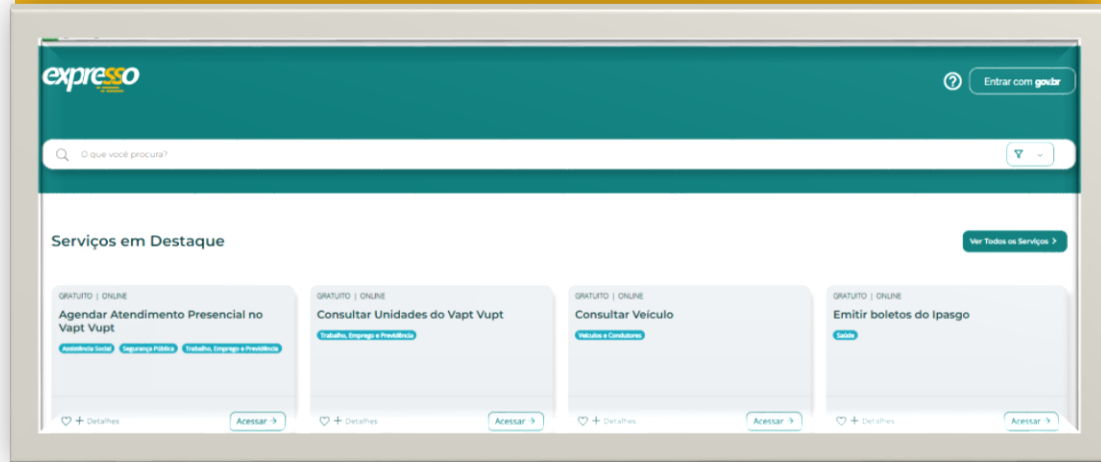 expresso
Entrar com gov.br
O que você procura?
Serviços em Destaque
Ver Todos os Serviços >
GRATUITO | ONLINE
Agendar Atendimento Presencial no
Vapt Vupt
Assistência Social Segurança Pública Trabalho, Emprego e Previdência
+ Detalhes Acessar →
GRATUITO | ONLINE
Consultar Unidades do Vapt Vupt
Trabalho, Emprego e Previdência
+ Detalhes Acessar →
GRATUITO | ONLINE
Consultar Veículo
Veículos e Condutores
+ Detalhes Acessar →
GRATUITO | ONLINE
Emitir boletos do Ipasgo
Saúde
+ Detalhes Acessar →